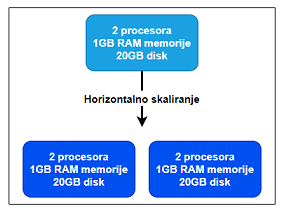 2 procesora
1GB RAM memorije
20GB disk
Horizontalno skaliranje
2 procesora
1GB RAM memorije
20GB disk
2 procesora
1GB RAM memorije
20GB disk